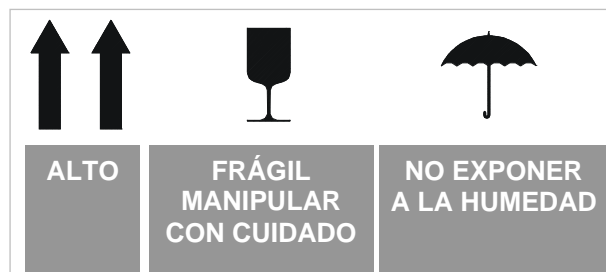 ALTO
FRÁGIL
MANIPULAR
CON CUIDADO
NO EXPONER
A LA HUMEDAD